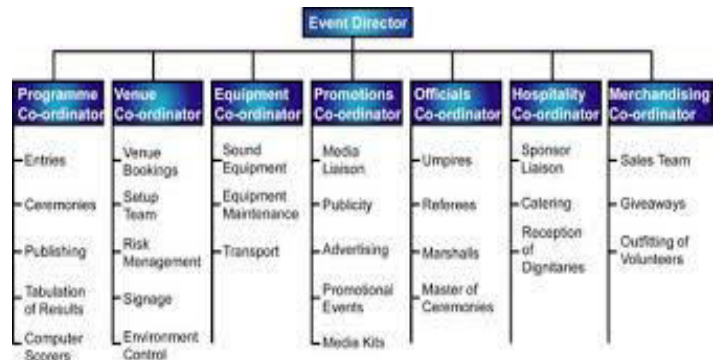 Event Director
Programme
Co-ordinator
Entries
Ceremonies
Publishing
Tabulation
of Results
Computer
Scorers
Venue
Co-ordinator
Venue
Bookings
Setup
Team
Risk
Management
Signage
Environment
Control
Equipment
Co-ordinator
Sound
Equipment
Equipment
Maintenance
Transport
Promotions
Co-ordinator
Media
Liaison
Publicity
Advertising
Promotional
Events
Media Kits
Officials
Co-ordinator
Umpires
Referees
Marshalls
Master of
Ceremonies
Hospitality
Co-ordinator
Sponsor
Liaison
Catering
Reception
of
Dignitaries
Merchandising
Co-ordinator
Sales Team
Giveaways
Outfitting of
Volunteers